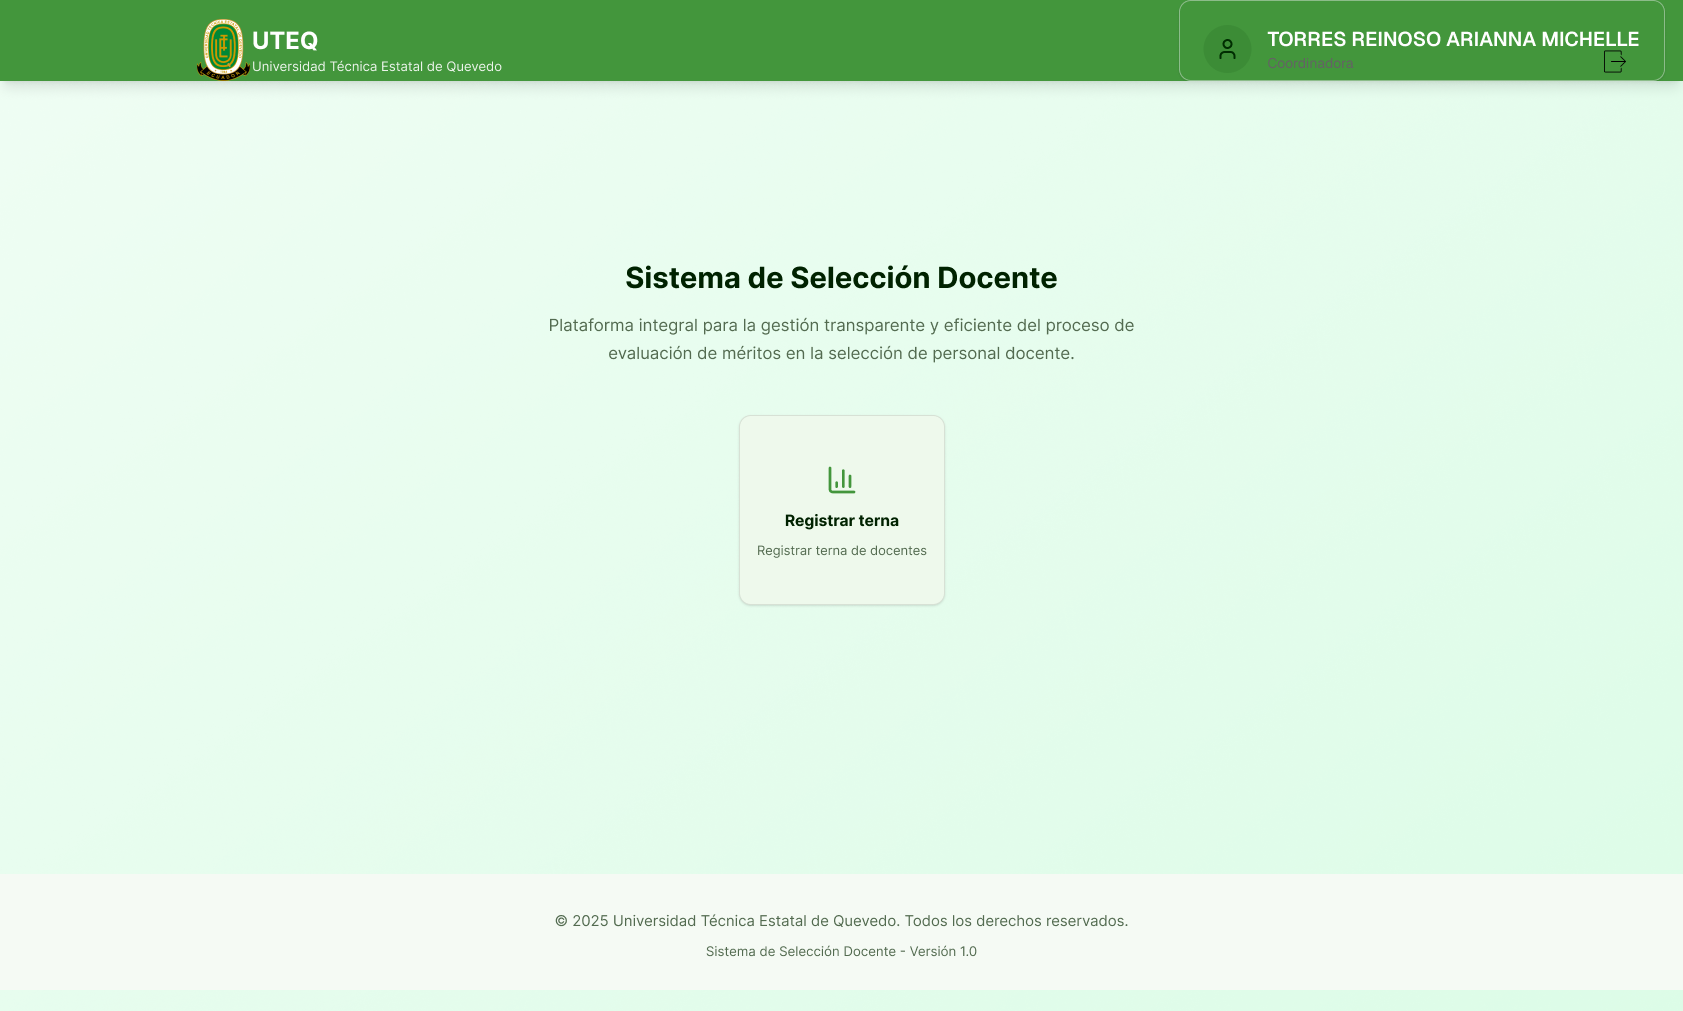 UTEQ
Universidad Técnica Estatal de Quevedo
TORRES REINOSO ARIANNA MICHELLE
Coordinadora
Sistema de Selección Docente
Plataforma integral para la gestión transparente y eficiente del proceso de
evaluación de méritos en la selección de personal docente.
Registrar terna
Registrar terna de docentes
© 2025 Universidad Técnica Estatal de Quevedo. Todos los derechos reservados.
Sistema de Selección Docente - Versión 1.0